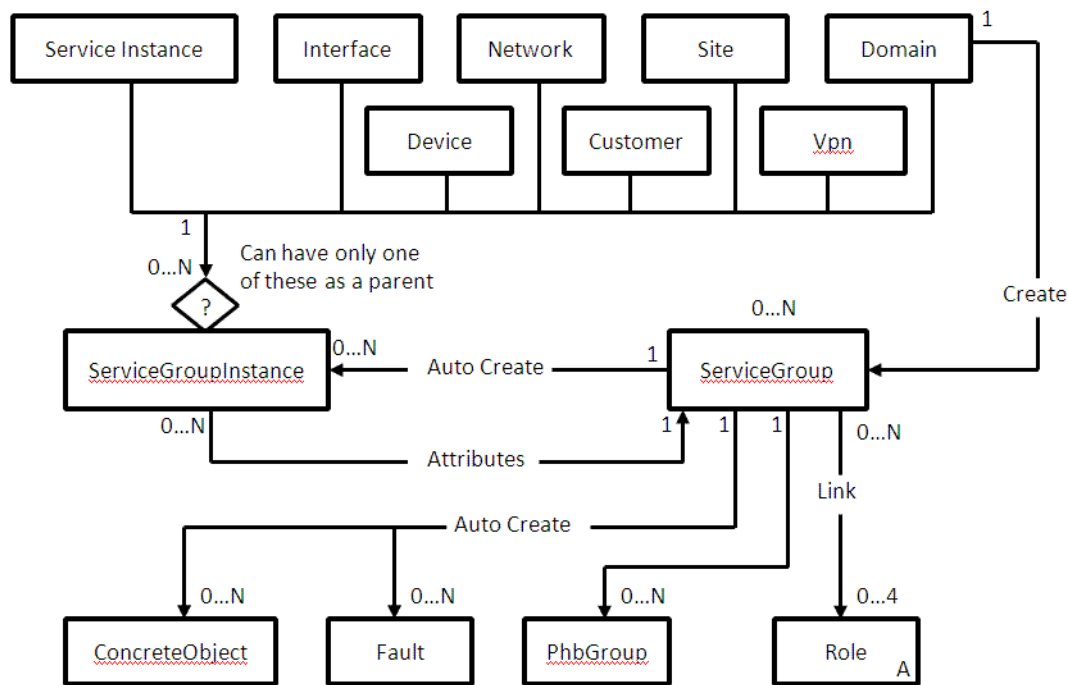 1
Service Instance
Interface
Network
Site
Domain
Device
Customer
Vpn
1
Can have only one
0...N
of these as a parent
?
Create
0...N
ServiceGroupInstance
0...N
Auto Create
1
ServiceGroup
0...N
1
1
1
0...N
Attributes
Link
Auto Create
0...N
0...N
0...N
0...4
ConcreteObject
Fault
PhbGroup
Role
A